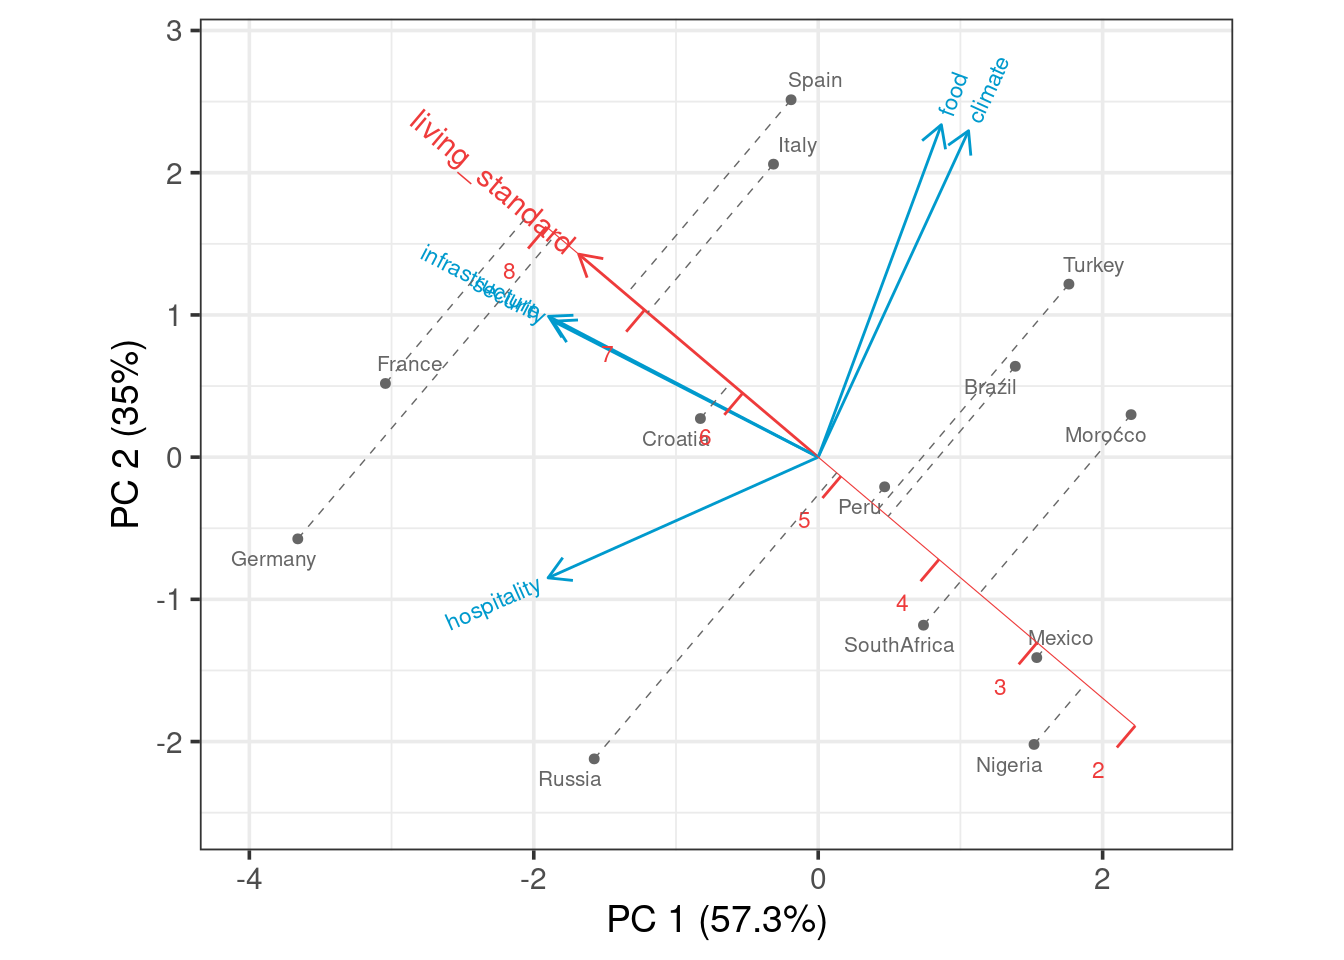 3
2
1
0
-1
-2
PC 2 (35%)
Spain
Italy
food
climate
living_standard
infrastructure
security
8
7
6
5
4
3
2
Turkey
Brazil
Morocco
France
Croatia
Peru
Germany
hospitality
SouthAfrica
Mexico
Russia
Nigeria
-4
-2
0
2
PC 1 (57.3%)